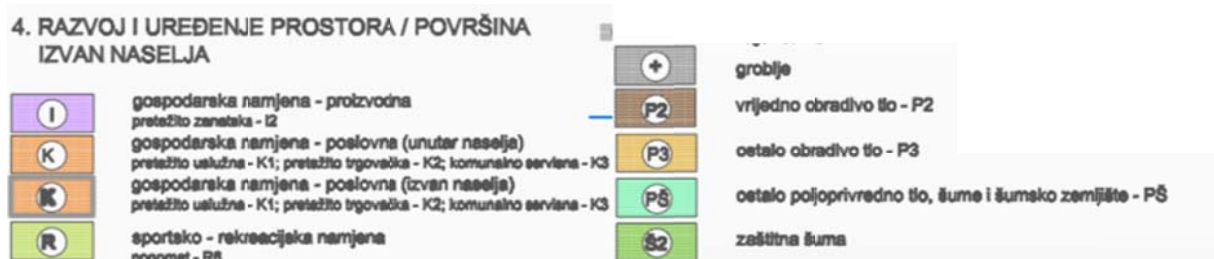 4. RAZVOJ I UREĐENJE PROSTORA / POVRŠINA
IZVAN NASELJA
I
gospodarska namjena - proizvodna
pretežito zanatska - I2
K
gospodarska namjena - poslovna (unutar naselja)
pretežito uslužna - K1; pretežito trgovačka - K2; komunalno servisna - K3
K
gospodarska namjena - poslovna (izvan naselja)
pretežito uslužna - K1; pretežito trgovačka - K2; komunalno servisna - K3
R
sportsko - rekreacijska namjena
+
groblje
P2
vrijedno obradivo tlo - P2
P3
ostalo obradivo tlo - P3
PŠ
ostalo poljoprivredno tlo, šume i šumsko zemljište - PŠ
Š2
zaštitna šuma